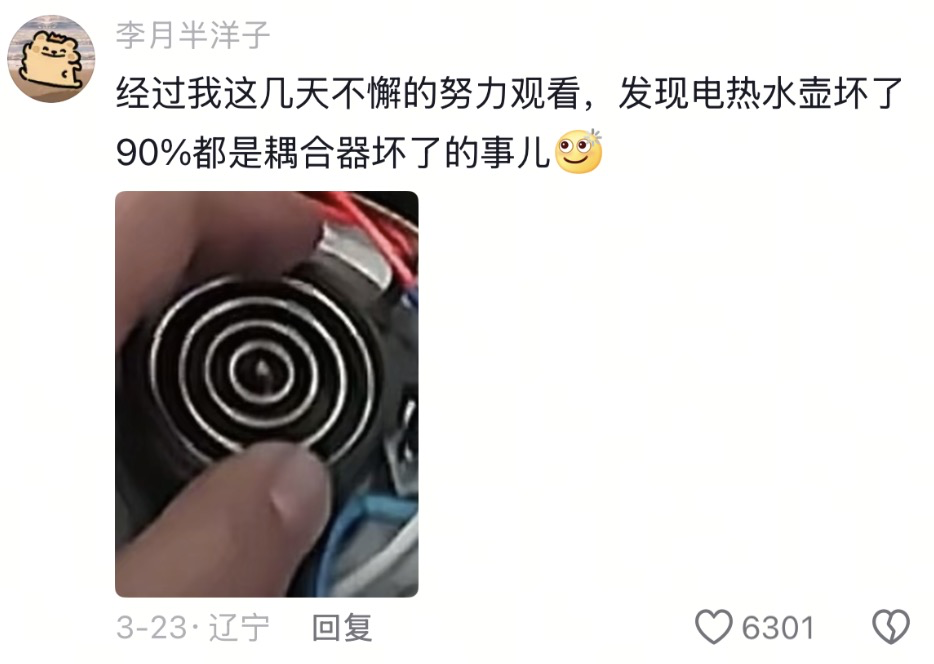 李月半洋子
经过我这几天不懈的努力观看，发现电热水壶坏了
90%都是耦合器坏了的事儿
3-23·辽宁 回复 6301